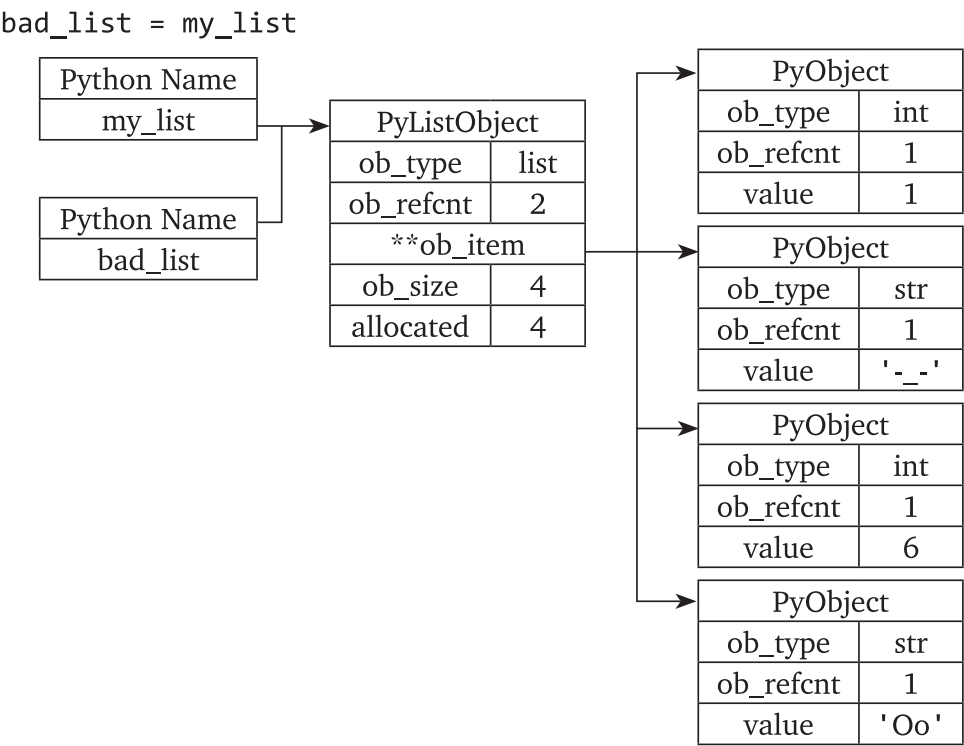 bad_list = my_list
Python Name
my_list
Python Name
bad_list
PyListObject
ob_type list
ob_refcnt 2
**ob_item
ob_size 4
allocated 4
PyObject
ob_type int
ob_refcnt 1
value 1
PyObject
ob_type str
ob_refcnt 1
value '-_-'
PyObject
ob_type int
ob_refcnt 1
value 6
PyObject
ob_type str
ob_refcnt 1
value 'Oo'